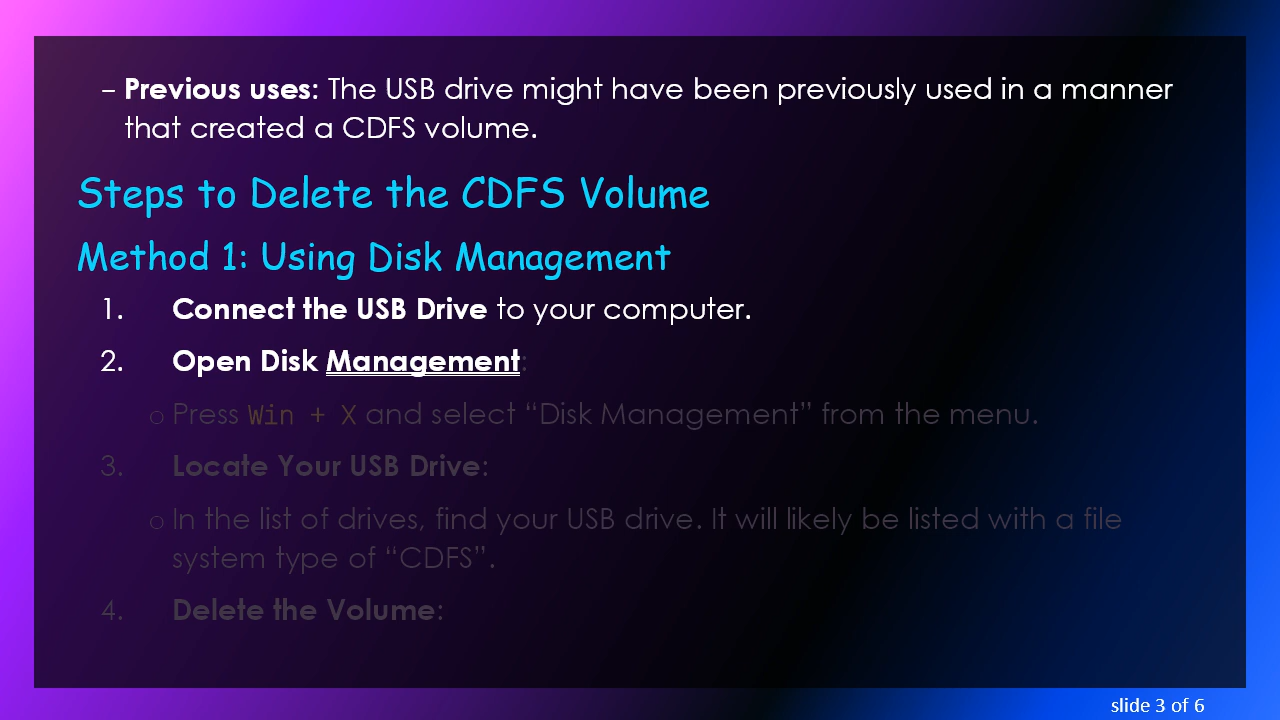 – Previous uses: The USB drive might have been previously used in a manner
that created a CDFS volume.
Steps to Delete the CDFS Volume
Method 1: Using Disk Management
1. Connect the USB Drive to your computer.
2. Open Disk Management:
o Press Win + X and select “Disk Management” from the menu.
3. Locate Your USB Drive:
o In the list of drives, find your USB drive. It will likely be listed with a file
system type of “CDFS”.
4. Delete the Volume:
slide 3 of 6